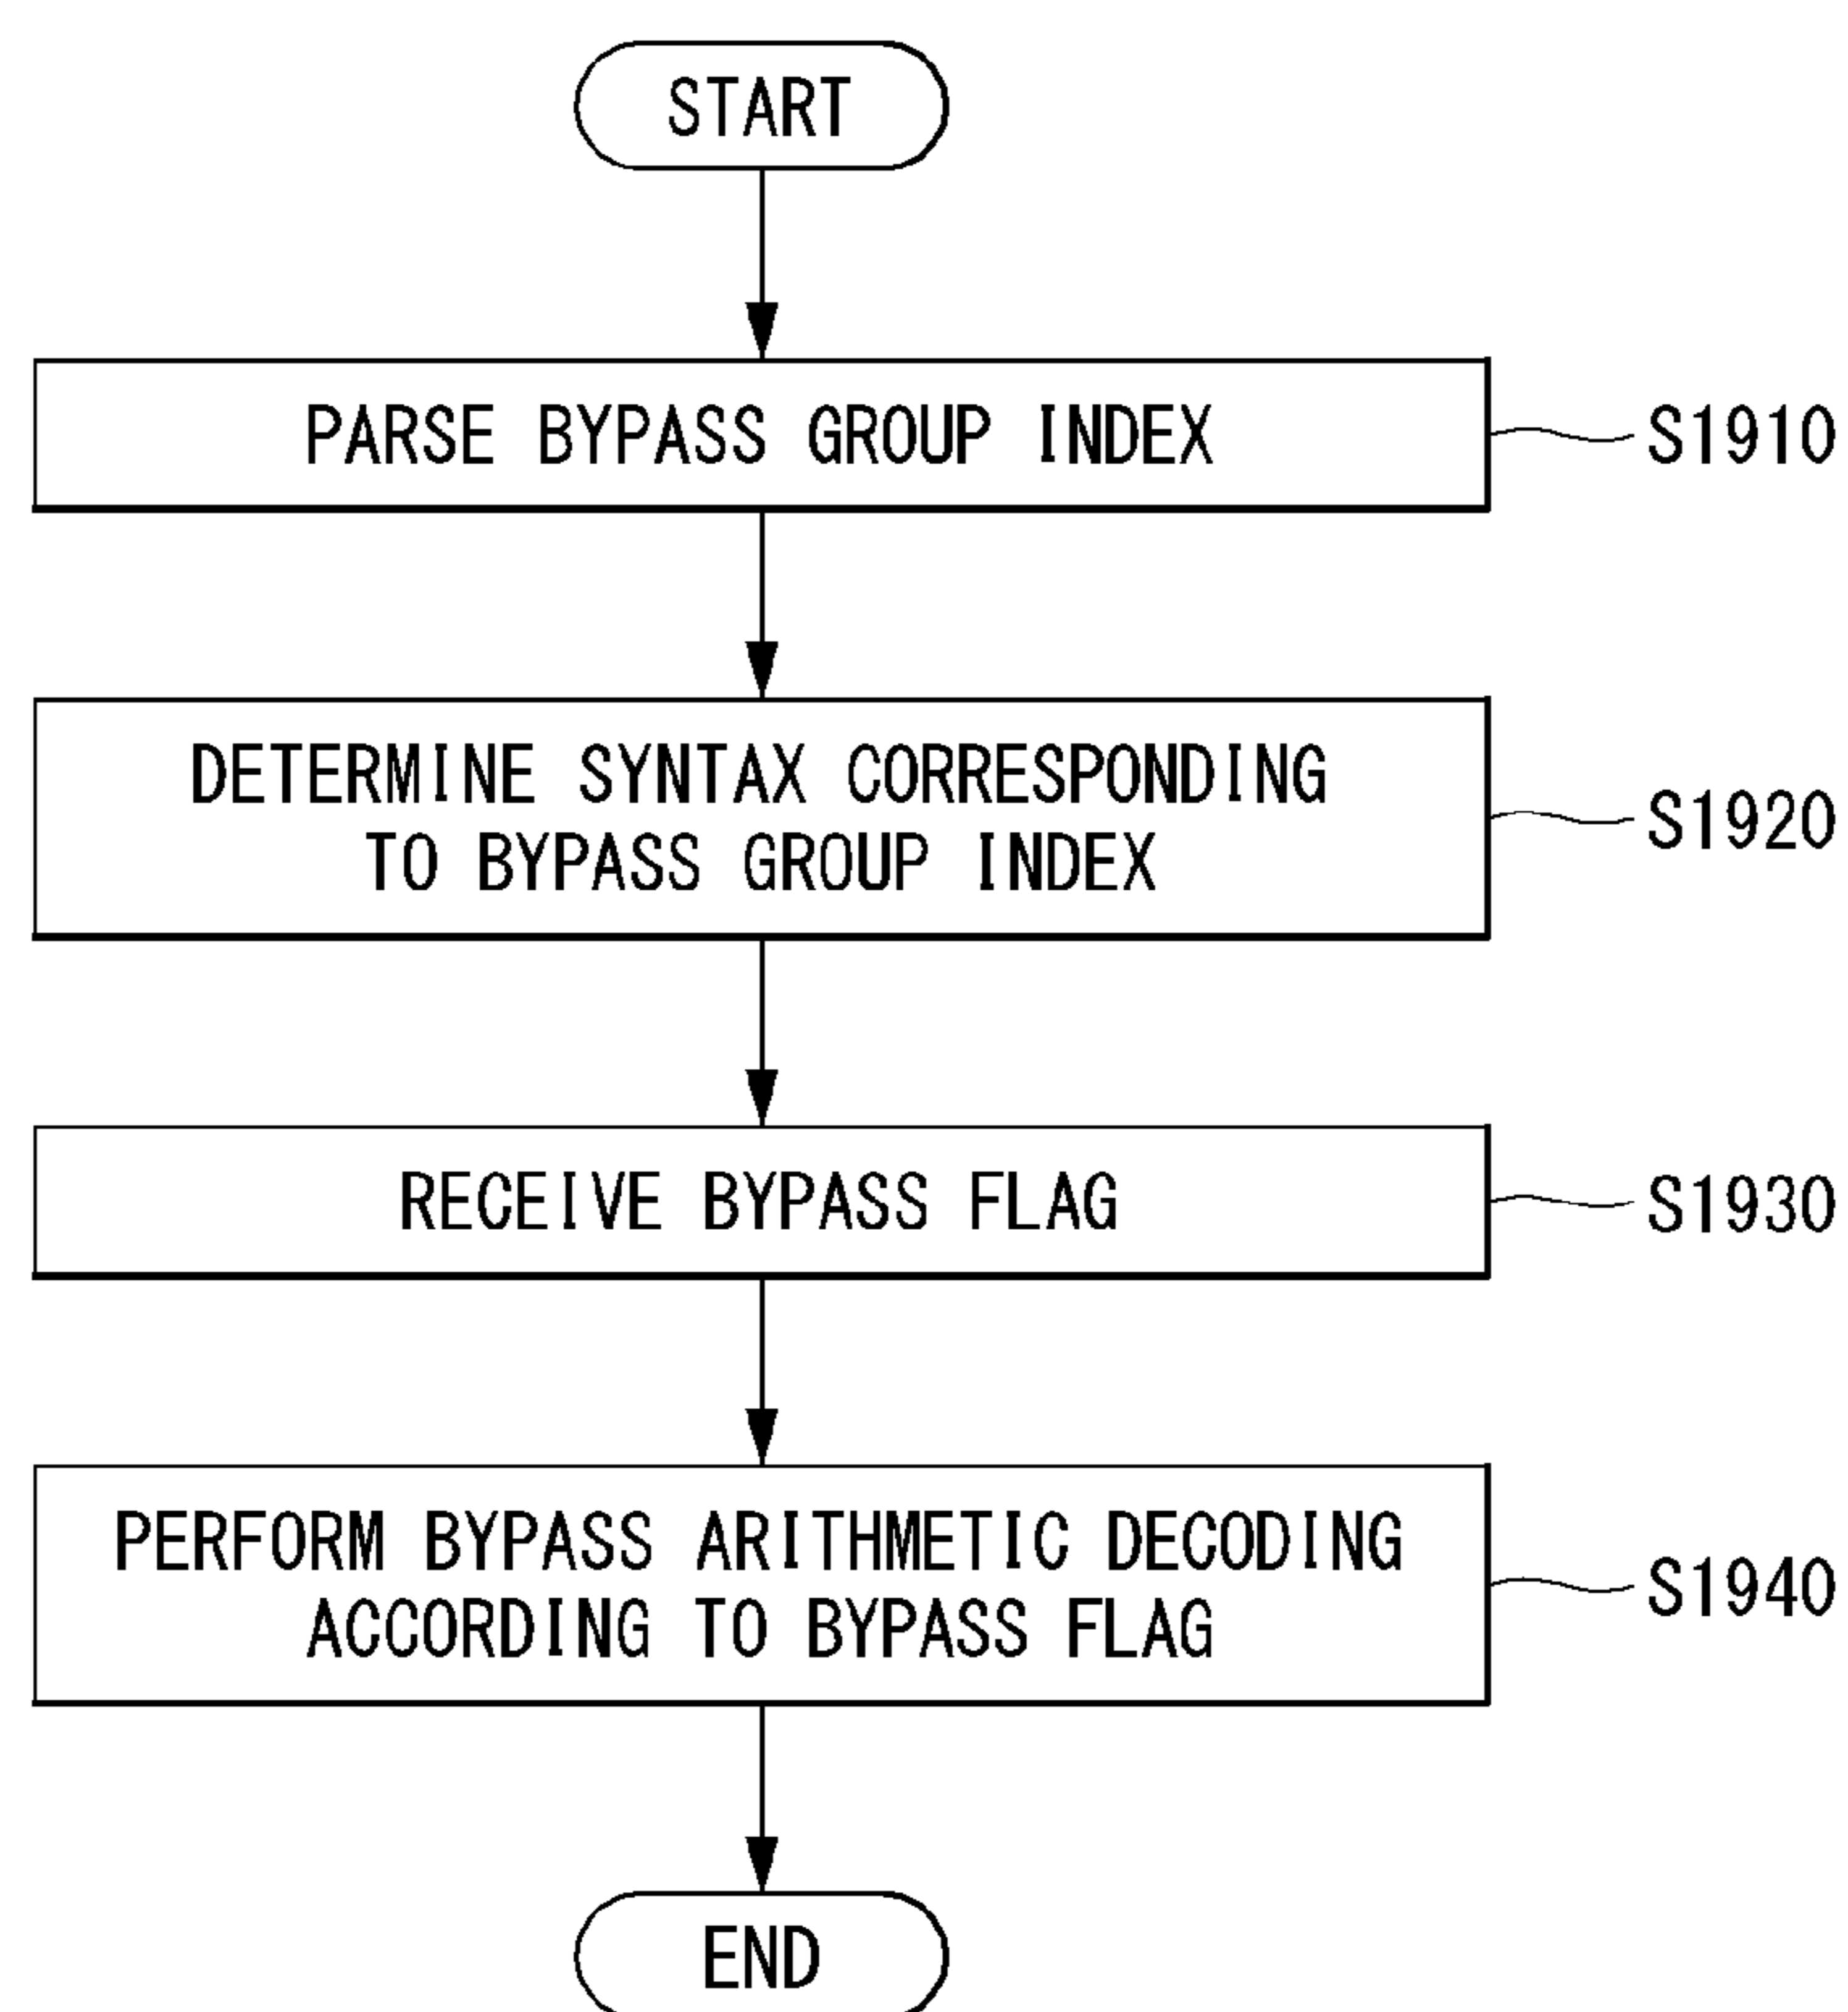 START
PARSE BYPASS GROUP INDEX
S1910
DETERMINE SYNTAX CORRESPONDING
TO BYPASS GROUP INDEX
S1920
RECEIVE BYPASS FLAG
S1930
PERFORM BYPASS ARITHMETIC DECODING
ACCORDING TO BYPASS FLAG
S1940
END